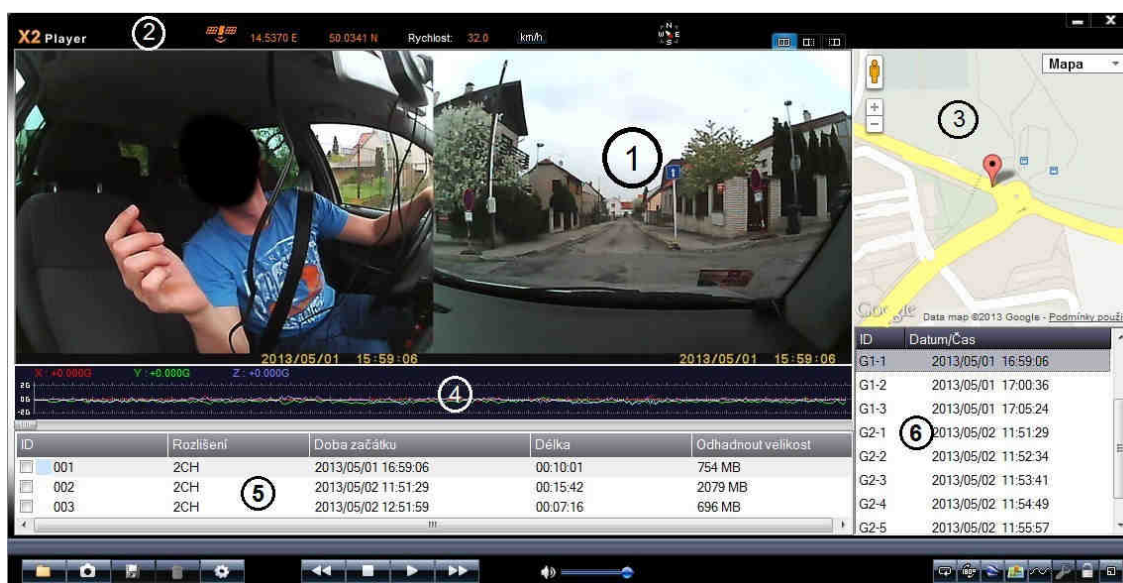 X2 Player 2 14.5370 E 50.0341 N Rychlost: 32.0 km/h N W E S
Mapa
3
1
Google Data map ©2013 Google - Podmínky použi
2013/05/01 15:59:06 2013/05/01 15:59:06
X : +0.000G Y : +0.000G Z : +0.000G
2G
0G 4
-2G
ID Rozlišení Doba začátku Délka Odhadnout velikost
001 2CH 2013/05/01 16:59:06 00:10:01 754 MB
002 2CH 2013/05/02 11:51:29 00:15:42 2079 MB
003 2CH 2013/05/02 12:51:59 00:07:16 696 MB
5
ID Datum/Čas
G1-1 2013/05/01 16:59:06
G1-2 2013/05/01 17:00:36
G1-3 2013/05/01 17:05:24
G2-1 6 2013/05/02 11:51:29
G2-2 2013/05/02 11:52:34
G2-3 2013/05/02 11:53:41
G2-4 2013/05/02 11:54:49
G2-5 2013/05/02 11:55:57
180°